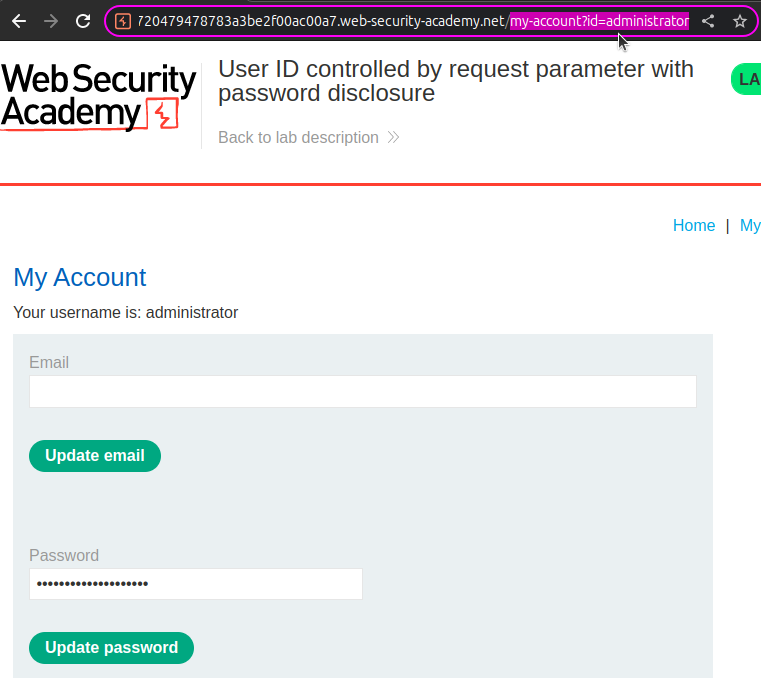 720479478783a3be2f00ac00a7.web-security-academy.net/my-account?id=administrator
Web Security
Academy
User ID controlled by request parameter with
password disclosure
LA
Back to lab description
Home | My
My Account
Your username is: administrator
Email
Update email
Password
••••••••••••••••••••
Update password